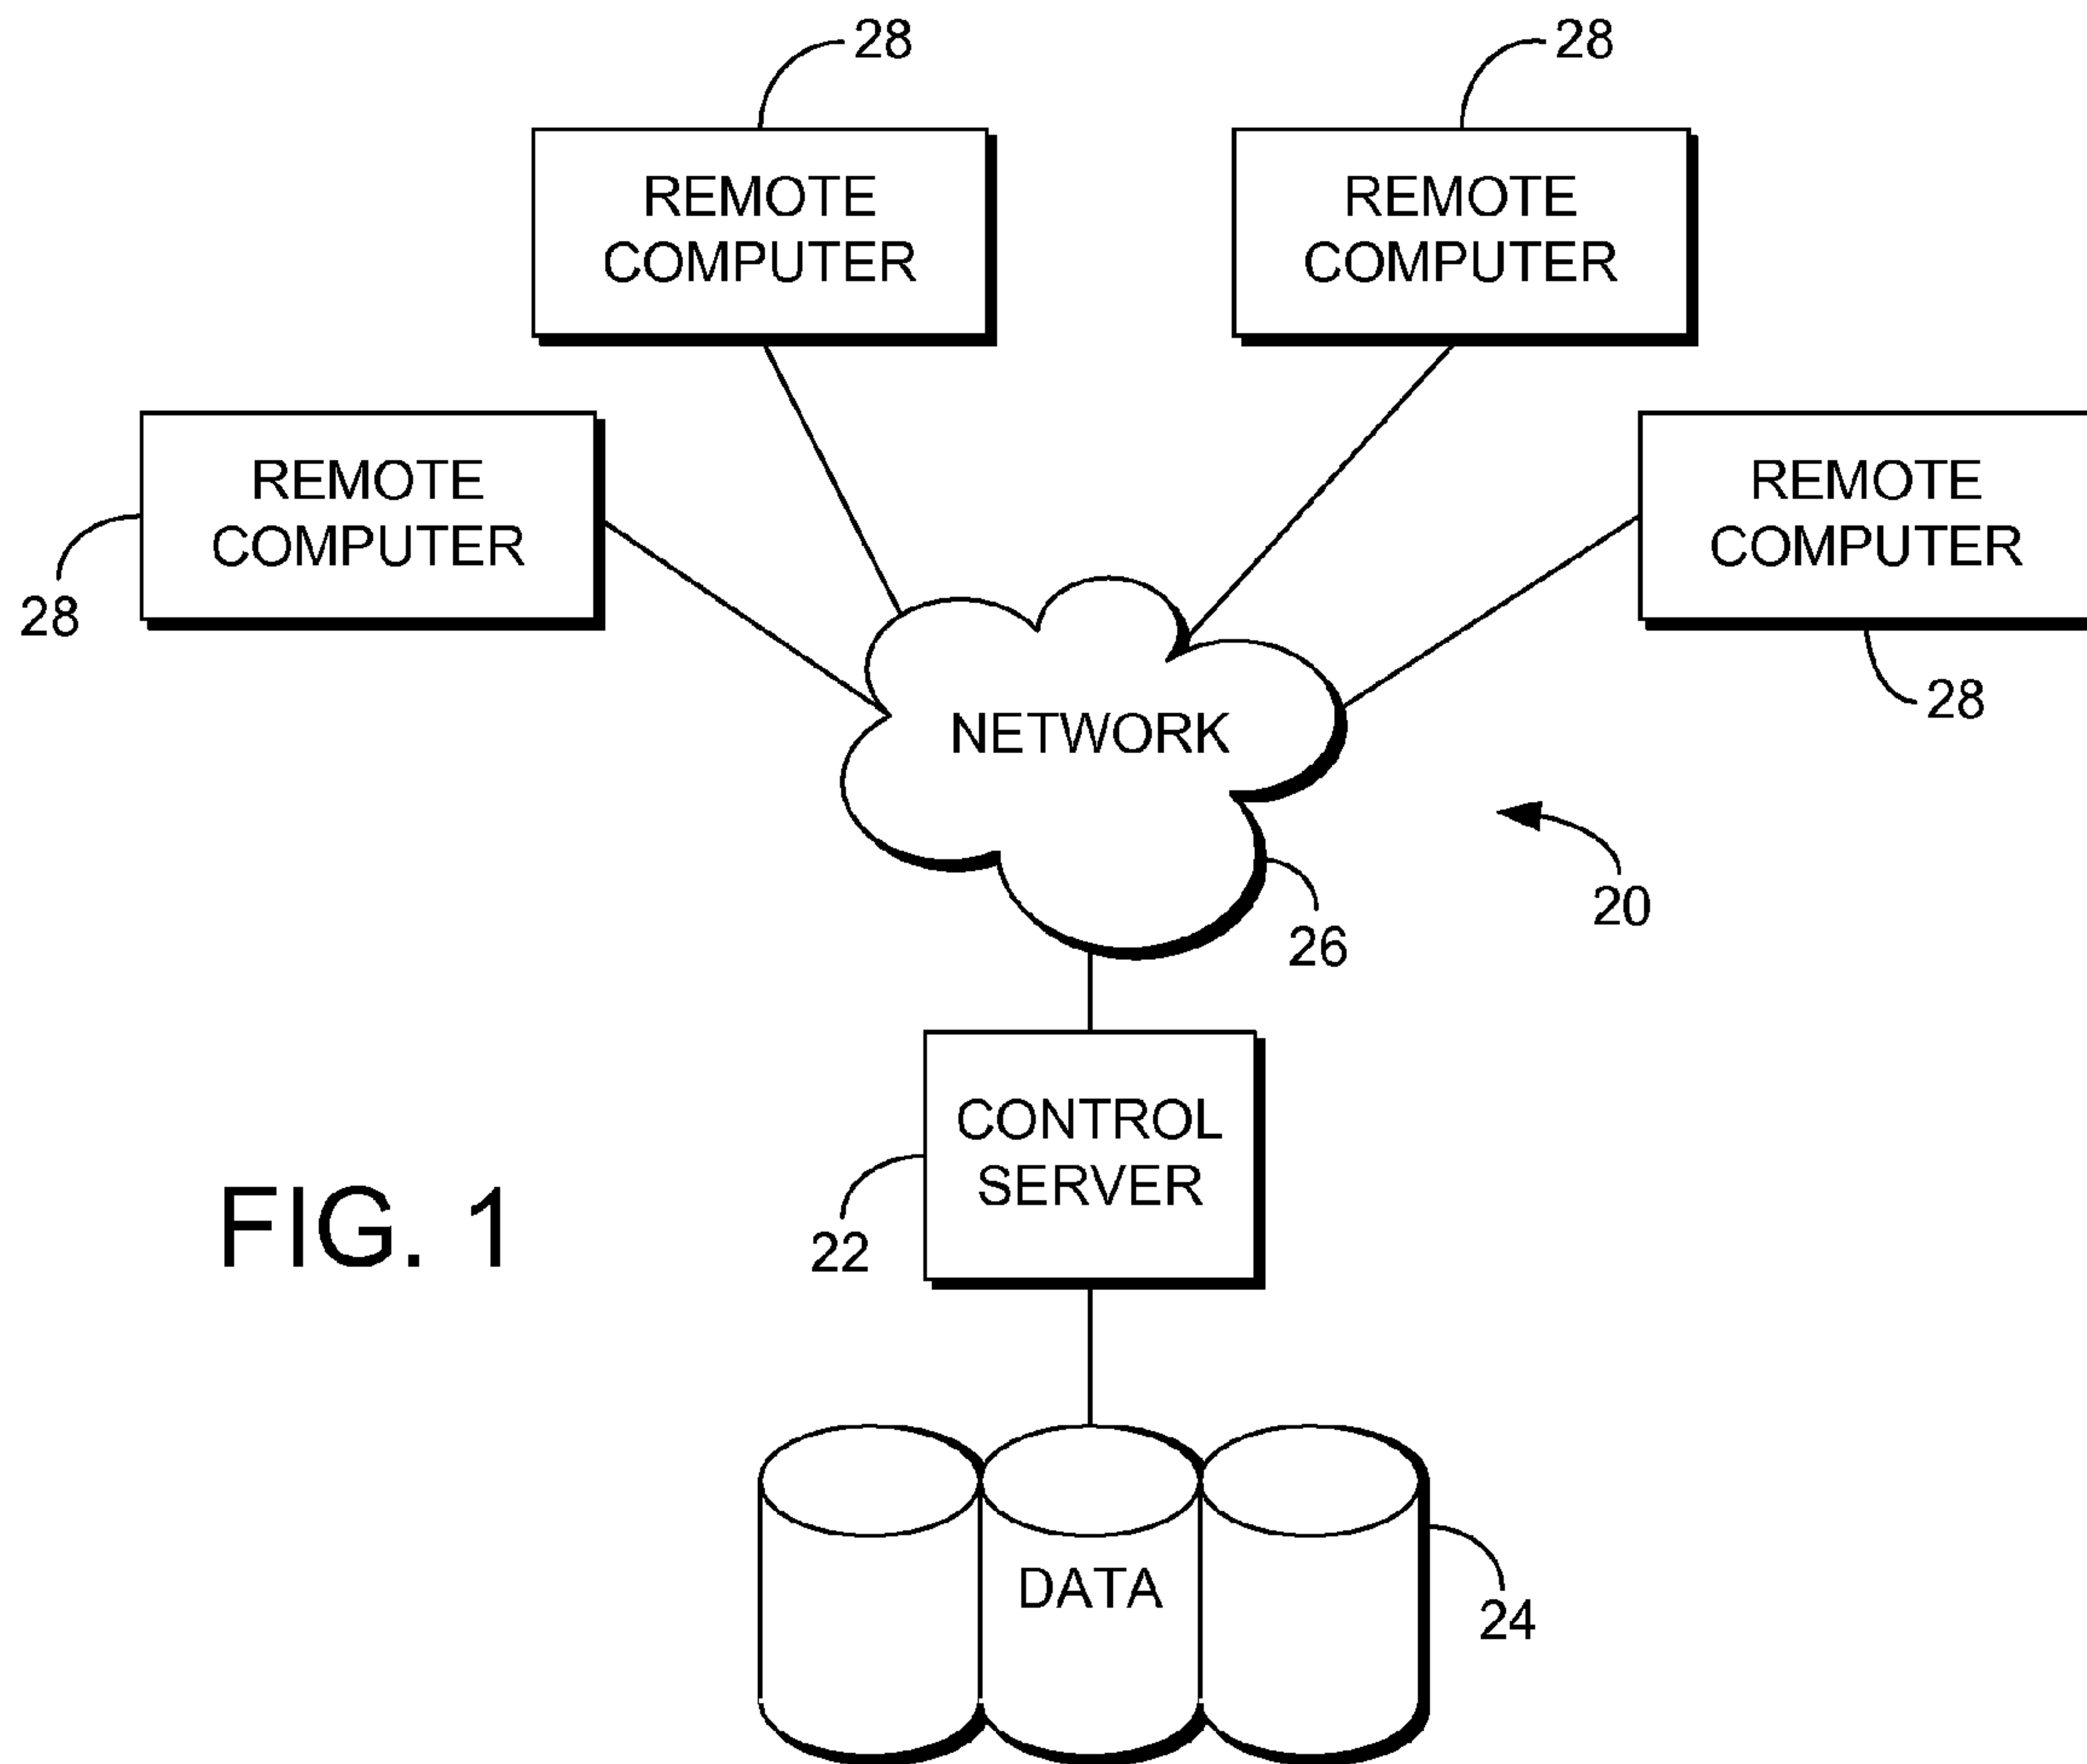 28
28
REMOTE
COMPUTER
REMOTE
COMPUTER
REMOTE
COMPUTER
REMOTE
COMPUTER
28
28
NETWORK
20
26
CONTROL
SERVER
22
FIG. 1
DATA
24